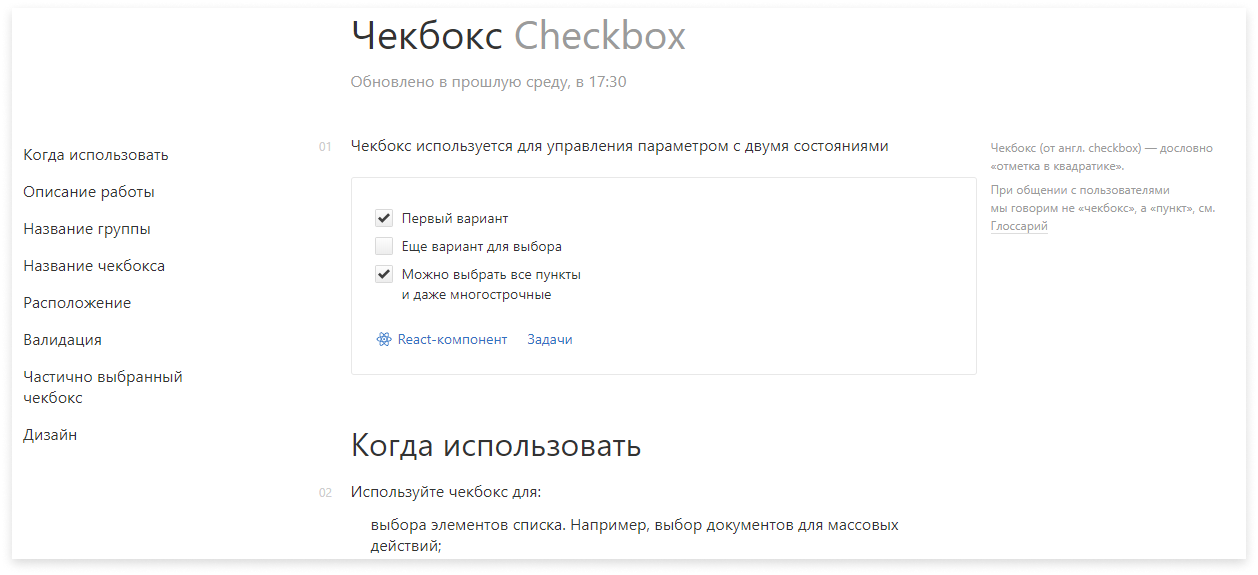 Чекбокс Checkbox
Обновлено в прошлую среду, в 17:30
Когда использовать
Описание работы
Название группы
Название чекбокса
Расположение
Валидация
Частично выбранный
чекбокс
Дизайн
01 Чекбокс используется для управления параметром с двумя состояниями
Первый вариант
Еще вариант для выбора
Можно выбрать все пункты
и даже многострочные
React-компонент Задачи
Чекбокс (от англ. checkbox) — дословно
«отметка в квадратике».
При общении с пользователями
мы говорим не «чекбокс», а «пункт», см.
Глоссарий
Когда использовать
02 Используйте чекбокс для:
выбора элементов списка. Например, выбор документов для массовых
действий;